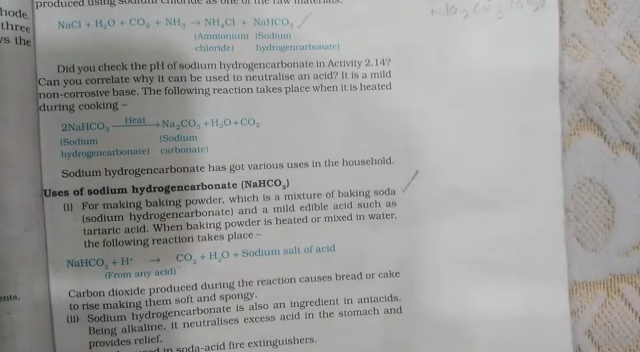 produced using sodium chloride as one of the raw materials.
hode,
three
vs the
NaCl + H₂O + CO₂ + NH₃ → NH₄Cl + NaHCO₃
(Ammonium (Sodium
chloride) hydrogencarbonate)
Did you check the pH of sodium hydrogencarbonate in Activity 2.14?
Can you correlate why it can be used to neutralise an acid? It is a mild
non-corrosive base. The following reaction takes place when it is heated
during cooking –
2NaHCO₃ Heat → Na₂CO₃ + H₂O + CO₂
(Sodium (Sodium
hydrogencarbonate) carbonate)
Sodium hydrogencarbonate has got various uses in the household.
Uses of sodium hydrogencarbonate (NaHCO₃)
(i) For making baking powder, which is a mixture of baking soda
(sodium hydrogencarbonate) and a mild edible acid such as
tartaric acid. When baking powder is heated or mixed in water,
the following reaction takes place –
NaHCO₃ + H⁺ → CO₂ + H₂O + Sodium salt of acid
(From any acid)
Carbon dioxide produced during the reaction causes bread or cake
to rise making them soft and spongy.
ents.
(ii) Sodium hydrogencarbonate is also an ingredient in antacids.
Being alkaline, it neutralises excess acid in the stomach and
provides relief.
in soda-acid fire extinguishers.